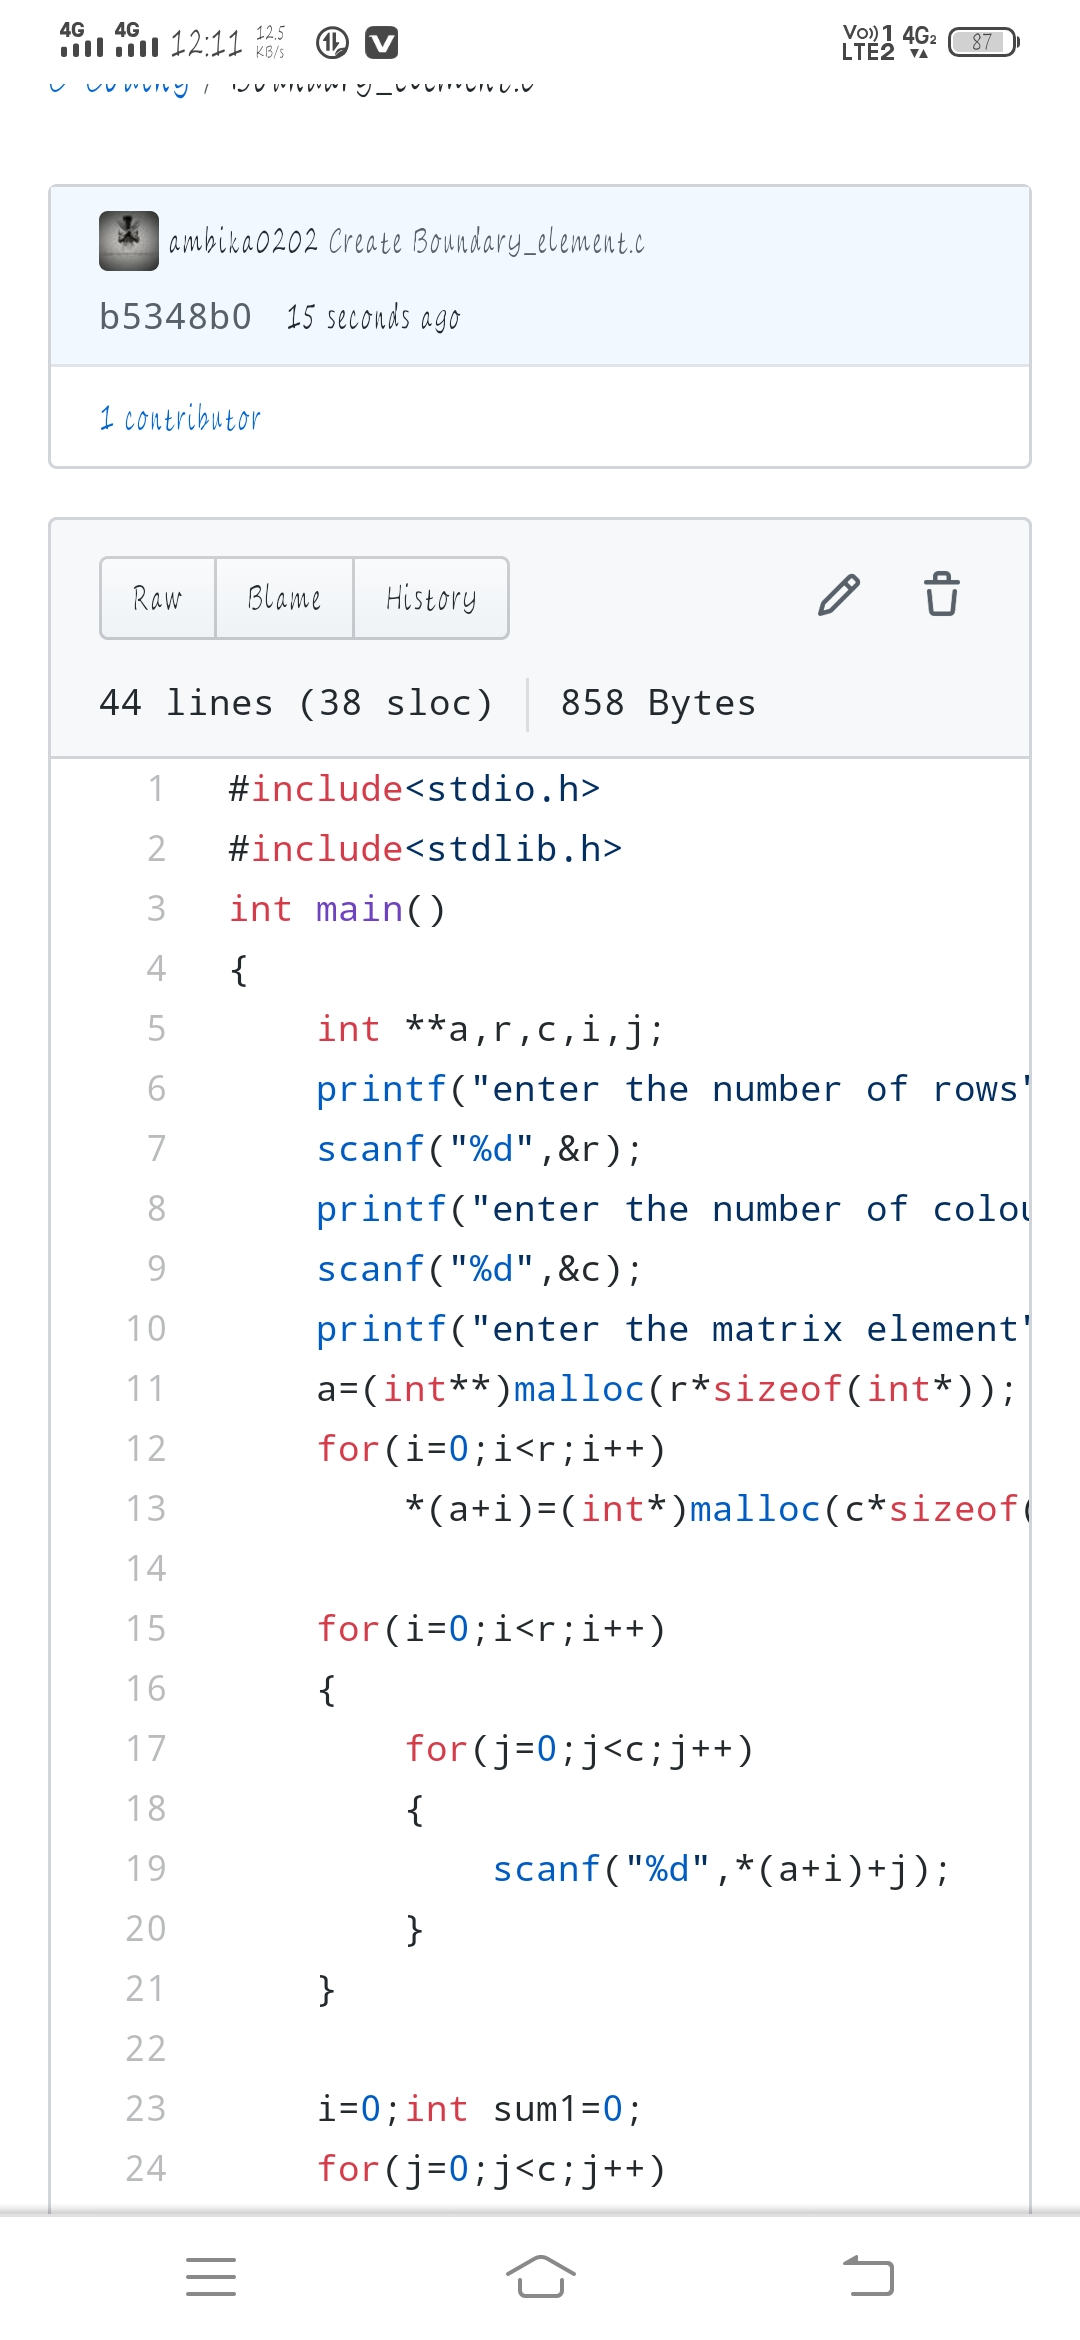 4G 4G 12:11 12.5 KB/s Vo)) 1 LTE2 4G2 87
C Coding / Boundary_element.c
ambika0202 Create Boundary_element.c
b5348b0 15 seconds ago
1 contributor
Raw Blame History
44 lines (38 sloc) 858 Bytes
1 #include<stdio.h>
2 #include<stdlib.h>
3 int main()
4 {
5 int **a,r,c,i,j;
6 printf("enter the number of rows"
7 scanf("%d",&r);
8 printf("enter the number of colou
9 scanf("%d",&c);
10 printf("enter the matrix element"
11 a=(int**)malloc(r*sizeof(int*));
12 for(i=0;i<r;i++)
13 *(a+i)=(int*)malloc(c*sizeof(
14
15 for(i=0;i<r;i++)
16 {
17 for(j=0;j<c;j++)
18 {
19 scanf("%d",*(a+i)+j);
20 }
21 }
22
23 i=0;int sum1=0;
24 for(j=0;j<c;j++)